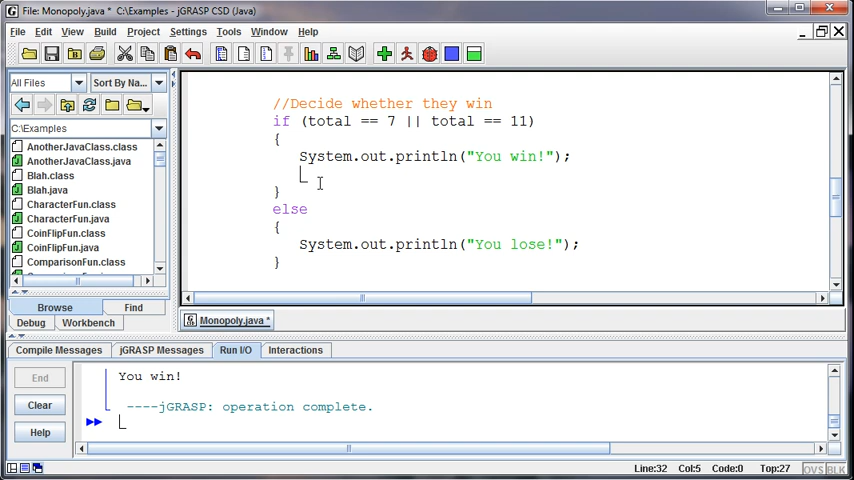 File: Monopoly.java * C:\Examples - jGRASP CSD (Java)
File Edit View Build Project Settings Tools Window Help
All Files
Sort By Na...
C:\Examples
AnotherJavaClass.class
AnotherJavaClass.java
Blah.class
Blah.java
CharacterFun.class
CharacterFun.java
CoinFlipFun.class
CoinFlipFun.java
ComparisonFun.class
Browse Find
Debug Workbench
//Decide whether they win
if (total == 7 || total == 11)
{
System.out.println("You win!");
}
else
{
System.out.println("You lose!");
}
Monopoly.java *
Compile Messages jGRASP Messages Run I/O Interactions
End
Clear
Help
You win!
----jGRASP: operation complete.
Line:32 Col:5 Code:0 Top:27 OVS BLK